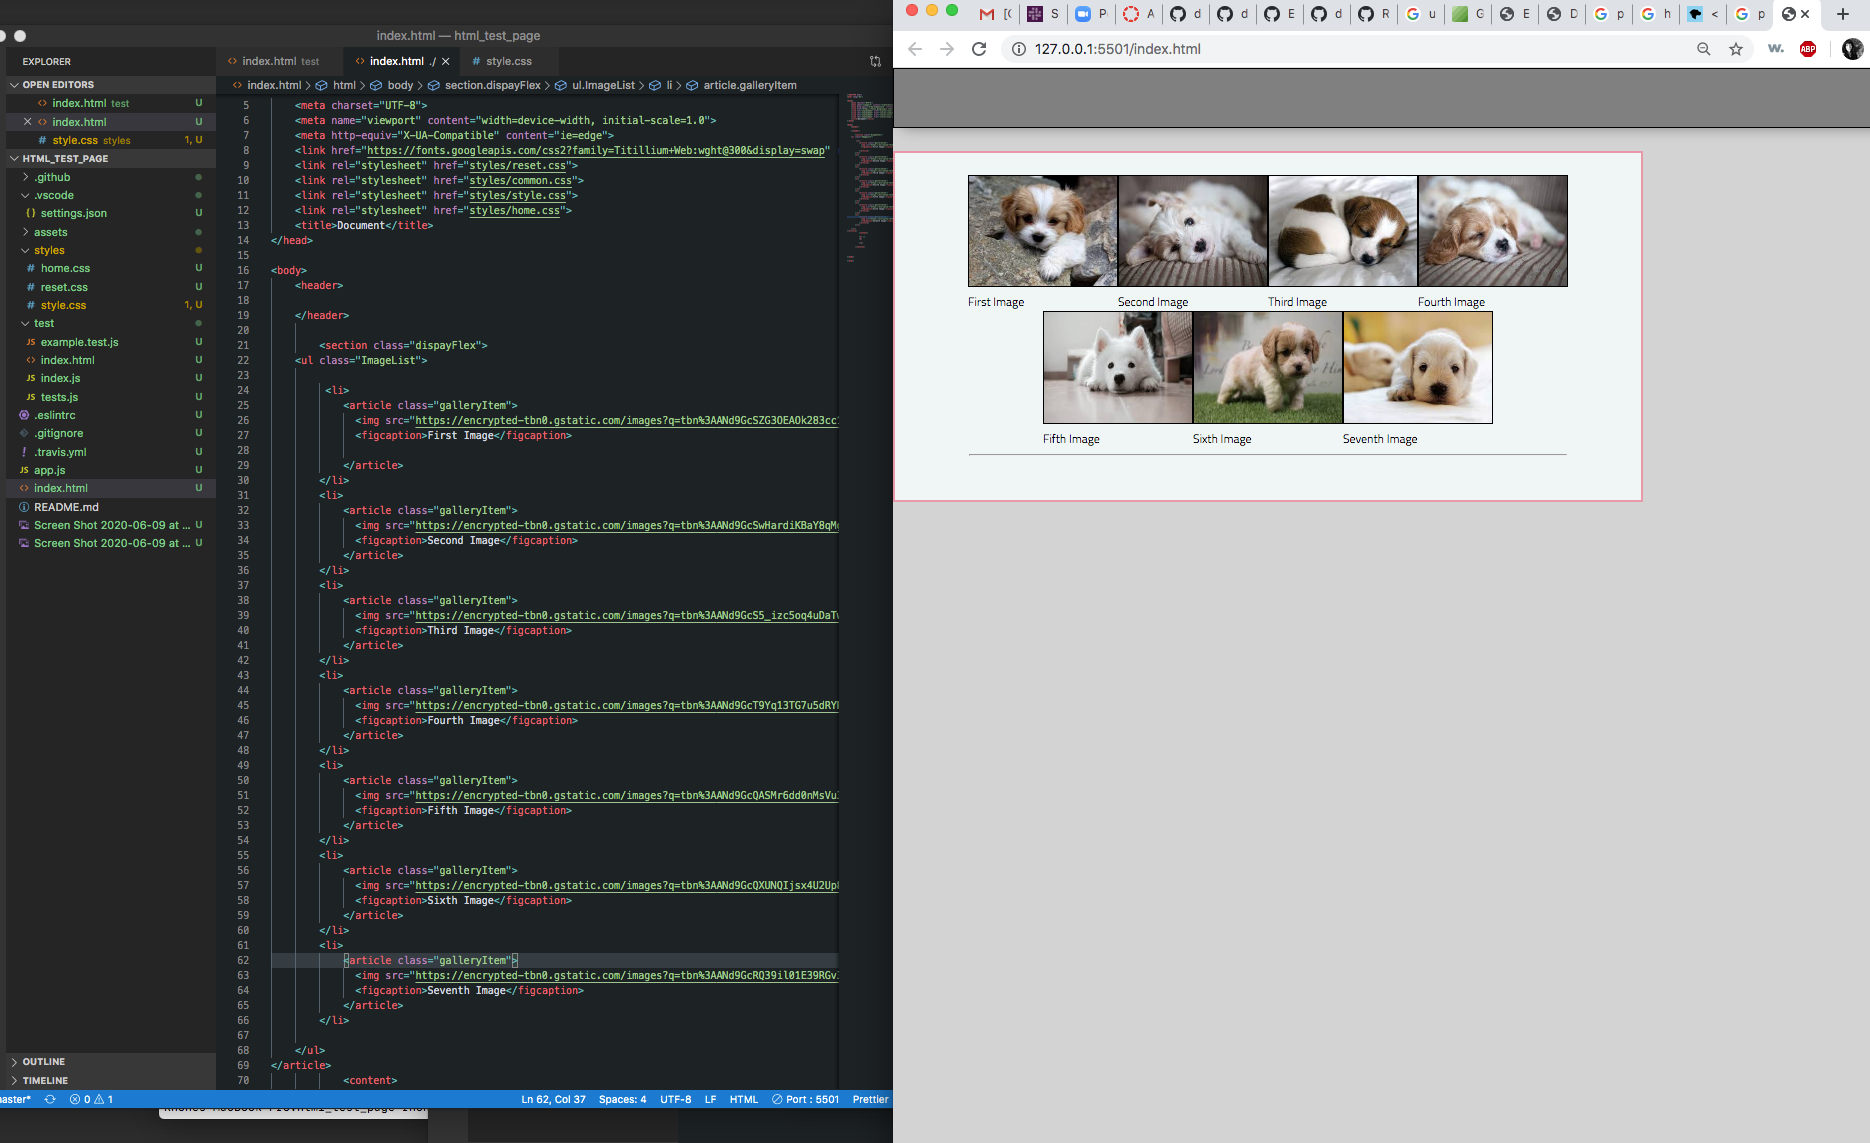 index.html — html_test_page
EXPLORER
OPEN EDITORS
index.html test U
index.html U
style.css styles 1, U
HTML_TEST_PAGE
.github
.vscode
settings.json U
assets
styles
home.css U
reset.css U
style.css 1, U
test
example.test.js U
index.html U
index.js U
tests.js U
.eslintrc U
.gitignore U
.travis.yml U
app.js U
index.html U
README.md
Screen Shot 2020-06-09 at ... U
Screen Shot 2020-06-09 at ... U
OUTLINE
TIMELINE
index.html test
index.html ./
style.css
index.html > html > body > section.dispayFlex > ul.ImageList > li > article.galleryItem
5 <meta charset="UTF-8">
6 <meta name="viewport" content="width=device-width, initial-scale=1.0">
7 <meta http-equiv="X-UA-Compatible" content="ie=edge">
8 <link href="https://fonts.googleapis.com/css2?family=Titillium+Web:wght@300&display=swap"
9 <link rel="stylesheet" href="styles/reset.css">
10 <link rel="stylesheet" href="styles/common.css">
11 <link rel="stylesheet" href="styles/style.css">
12 <link rel="stylesheet" href="styles/home.css">
13 <title>Document</title>
14 </head>
15
16 <body>
17 <header>
18
19 </header>
20
21 <section class="dispayFlex">
22 <ul class="ImageList">
23
24 <li>
25 <article class="galleryItem">
26 <img src="https://encrypted-tbn0.gstatic.com/images?q=tbn%3AANd9GcSZG3OEAOk283cc
27 <figcaption>First Image</figcaption>
28
29 </article>
30 </li>
31 <li>
32 <article class="galleryItem">
33 <img src="https://encrypted-tbn0.gstatic.com/images?q=tbn%3AANd9GcSwHardiKBaY8qM
34 <figcaption>Second Image</figcaption>
35 </article>
36 </li>
37 <li>
38 <article class="galleryItem">
39 <img src="https://encrypted-tbn0.gstatic.com/images?q=tbn%3AANd9GcS5_izc5oq4uDaT
40 <figcaption>Third Image</figcaption>
41 </article>
42 </li>
43 <li>
44 <article class="galleryItem">
45 <img src="https://encrypted-tbn0.gstatic.com/images?q=tbn%3AANd9GcT9Yq13TG7u5dRY
46 <figcaption>Fourth Image</figcaption>
47 </article>
48 </li>
49 <li>
50 <article class="galleryItem">
51 <img src="https://encrypted-tbn0.gstatic.com/images?q=tbn%3AANd9GcQASMr6dd0nMsVu
52 <figcaption>Fifth Image</figcaption>
53 </article>
54 </li>
55 <li>
56 <article class="galleryItem">
57 <img src="https://encrypted-tbn0.gstatic.com/images?q=tbn%3AANd9GcQXUNQIjsx4U2Up
58 <figcaption>Sixth Image</figcaption>
59 </article>
60 </li>
61 <li>
62 <article class="galleryItem">
63 <img src="https://encrypted-tbn0.gstatic.com/images?q=tbn%3AANd9GcRQ39il01E39RGv
64 <figcaption>Seventh Image</figcaption>
65 </article>
66 </li>
67
68 </ul>
69 </article>
70 <content>
aster* 0 1 Ln 62, Col 37 Spaces: 4 UTF-8 LF HTML Port : 5501 Prettier
S P A d d E d R u G E D p h < p
127.0.0.1:5501/index.html w. ABP
First Image Second Image Third Image Fourth Image
Fifth Image Sixth Image Seventh Image